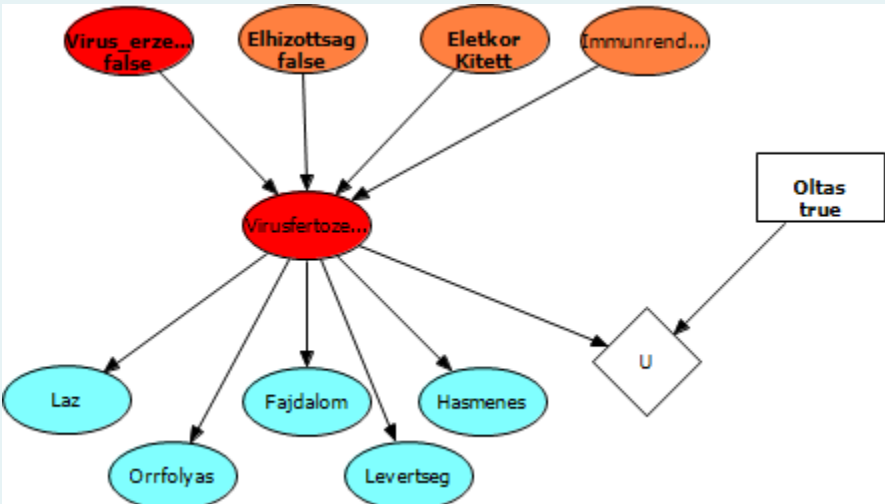 Virus_erze...
false
Elhizottsag
false
Eletkor
Kitett
Immunrend...
Oltas
true
Virusfertoze...
U
Laz
Fajdalom
Hasmenes
Orrfolyas
Levertseg